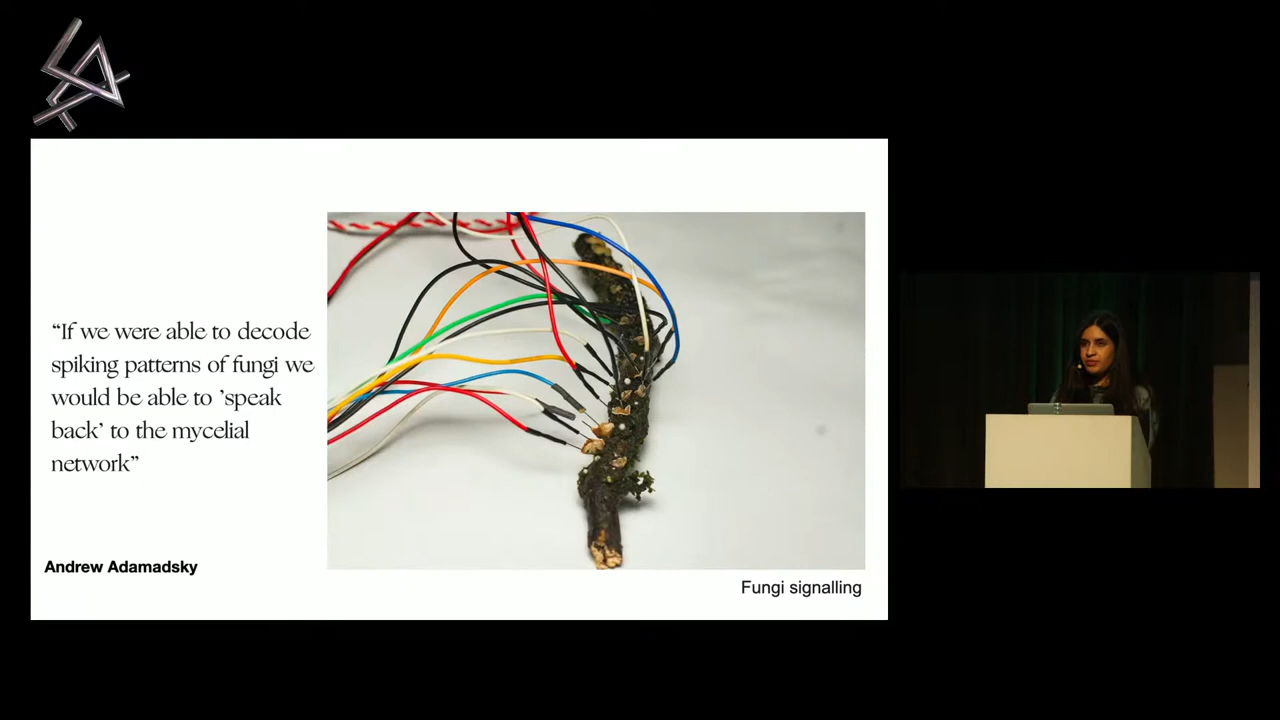 “If we were able to decode
spiking patterns of fungi we
would be able to ’speak
back’ to the mycelial
network”
Andrew Adamadsky
Fungi signalling